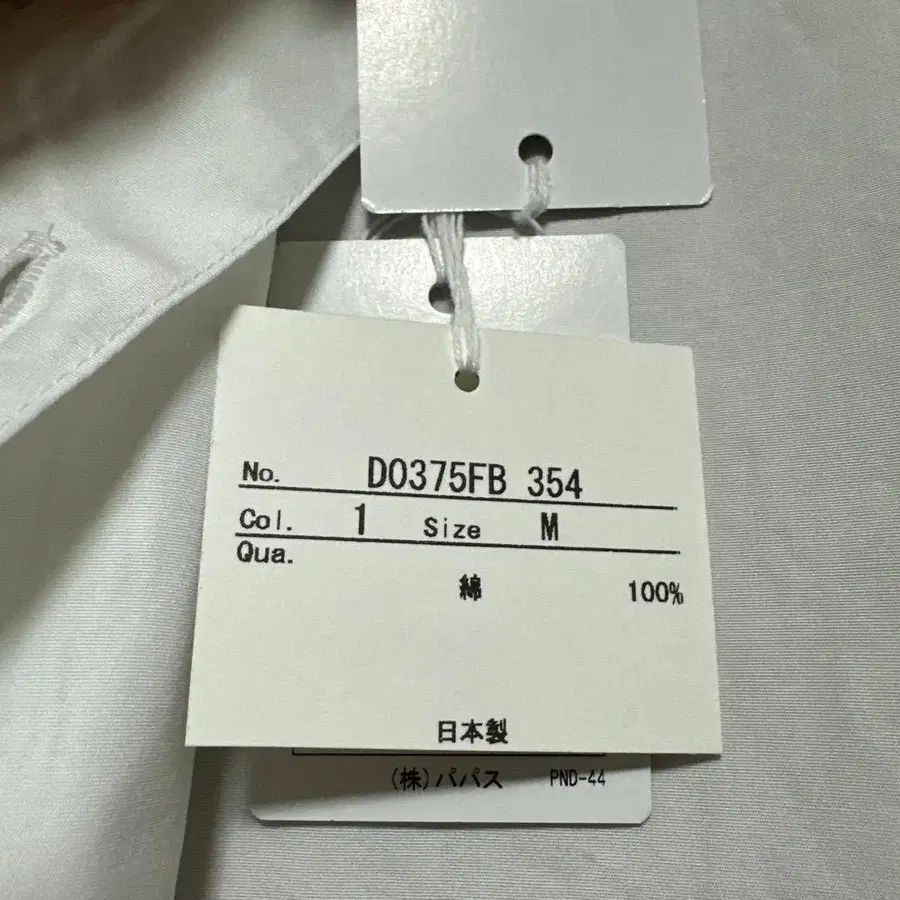 No. D0375FB 354
Col. 1 Size M
Qua.
綿 100%
日本製
(株)パパス PND-44